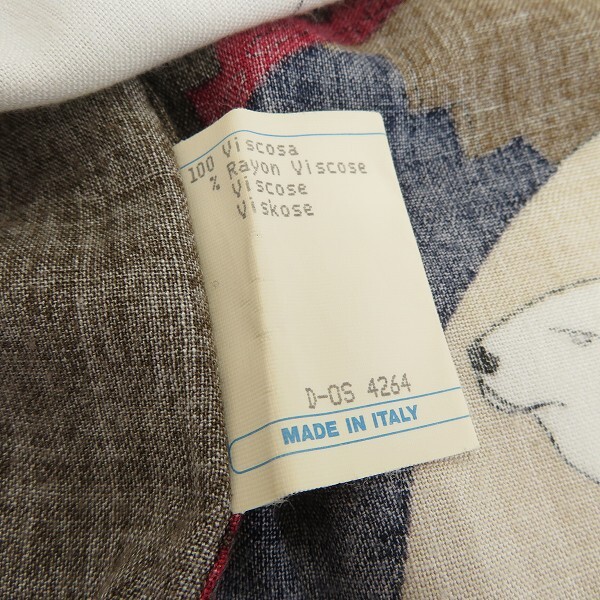 100 Viscosa
% Rayon Viscose
Viscose
Viskose
D-OS 4264
MADE IN ITALY